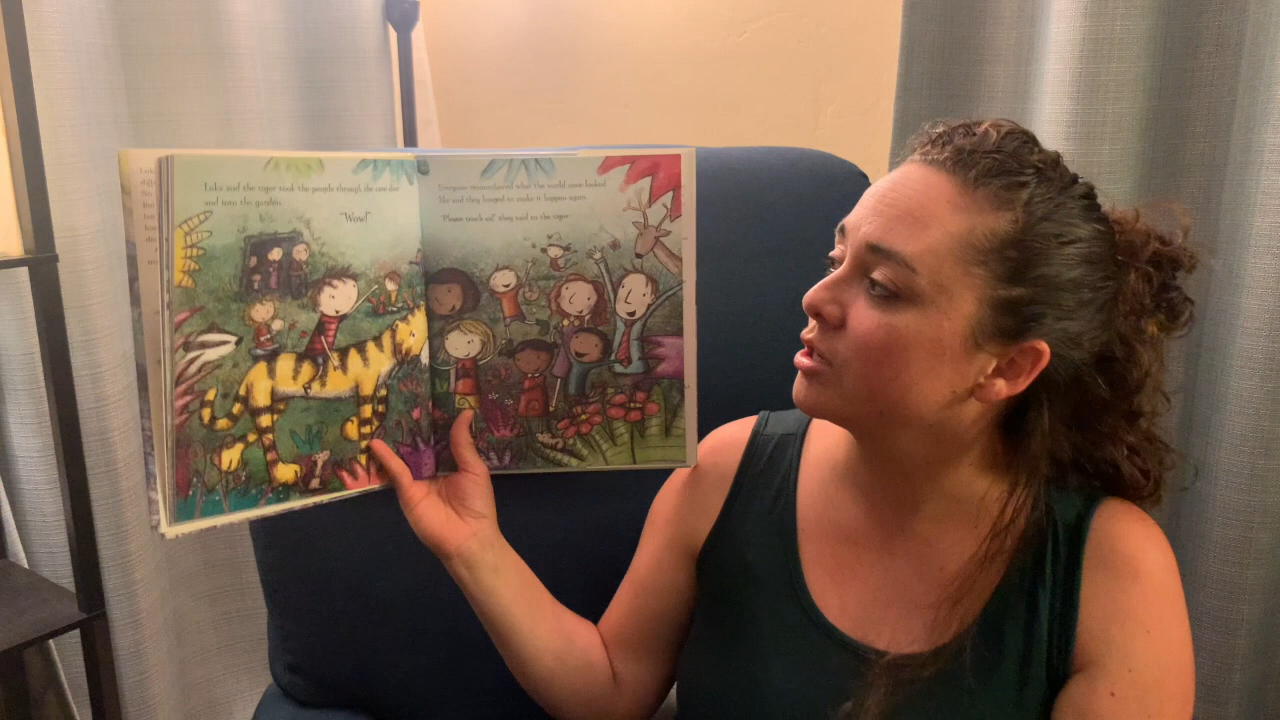 Luka and the tiger took the people through the cave door
and into the garden.
"Wow!"
Everyone remembered what the world once looked
like and they longed to make it happen again.
"Please teach us!" they said to the tiger.